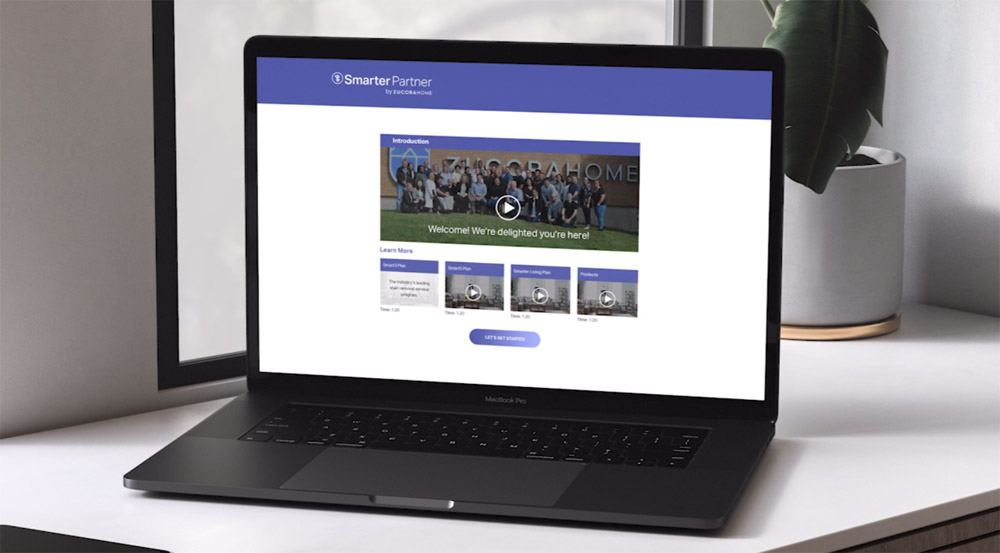 Smarter Partner
by ZUCORAHOME
Introduction
ZUCORAHOME
Welcome! We're delighted you're here!
Learn More
Smart3 Plan
Smart5 Plan
Smarter Living Plan
Products
The industry's leading
stain removal service
program.
Time: 1:20
Time: 1:20
Time: 1:20
Time: 1:20
LET'S GET STARTED
MacBook Pro